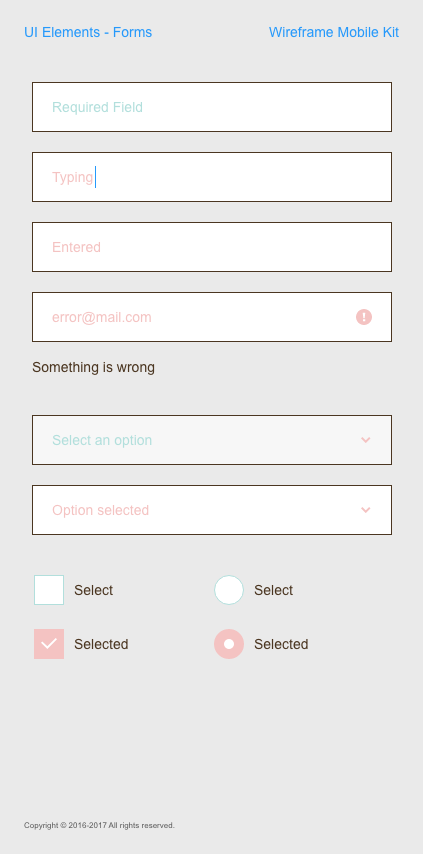 UI Elements - Forms
Wireframe Mobile Kit
Required Field
Typing
Entered
error@mail.com
Something is wrong
Select an option
Option selected
Select
Select
Selected
Selected
Copyright © 2016-2017 All rights reserved.